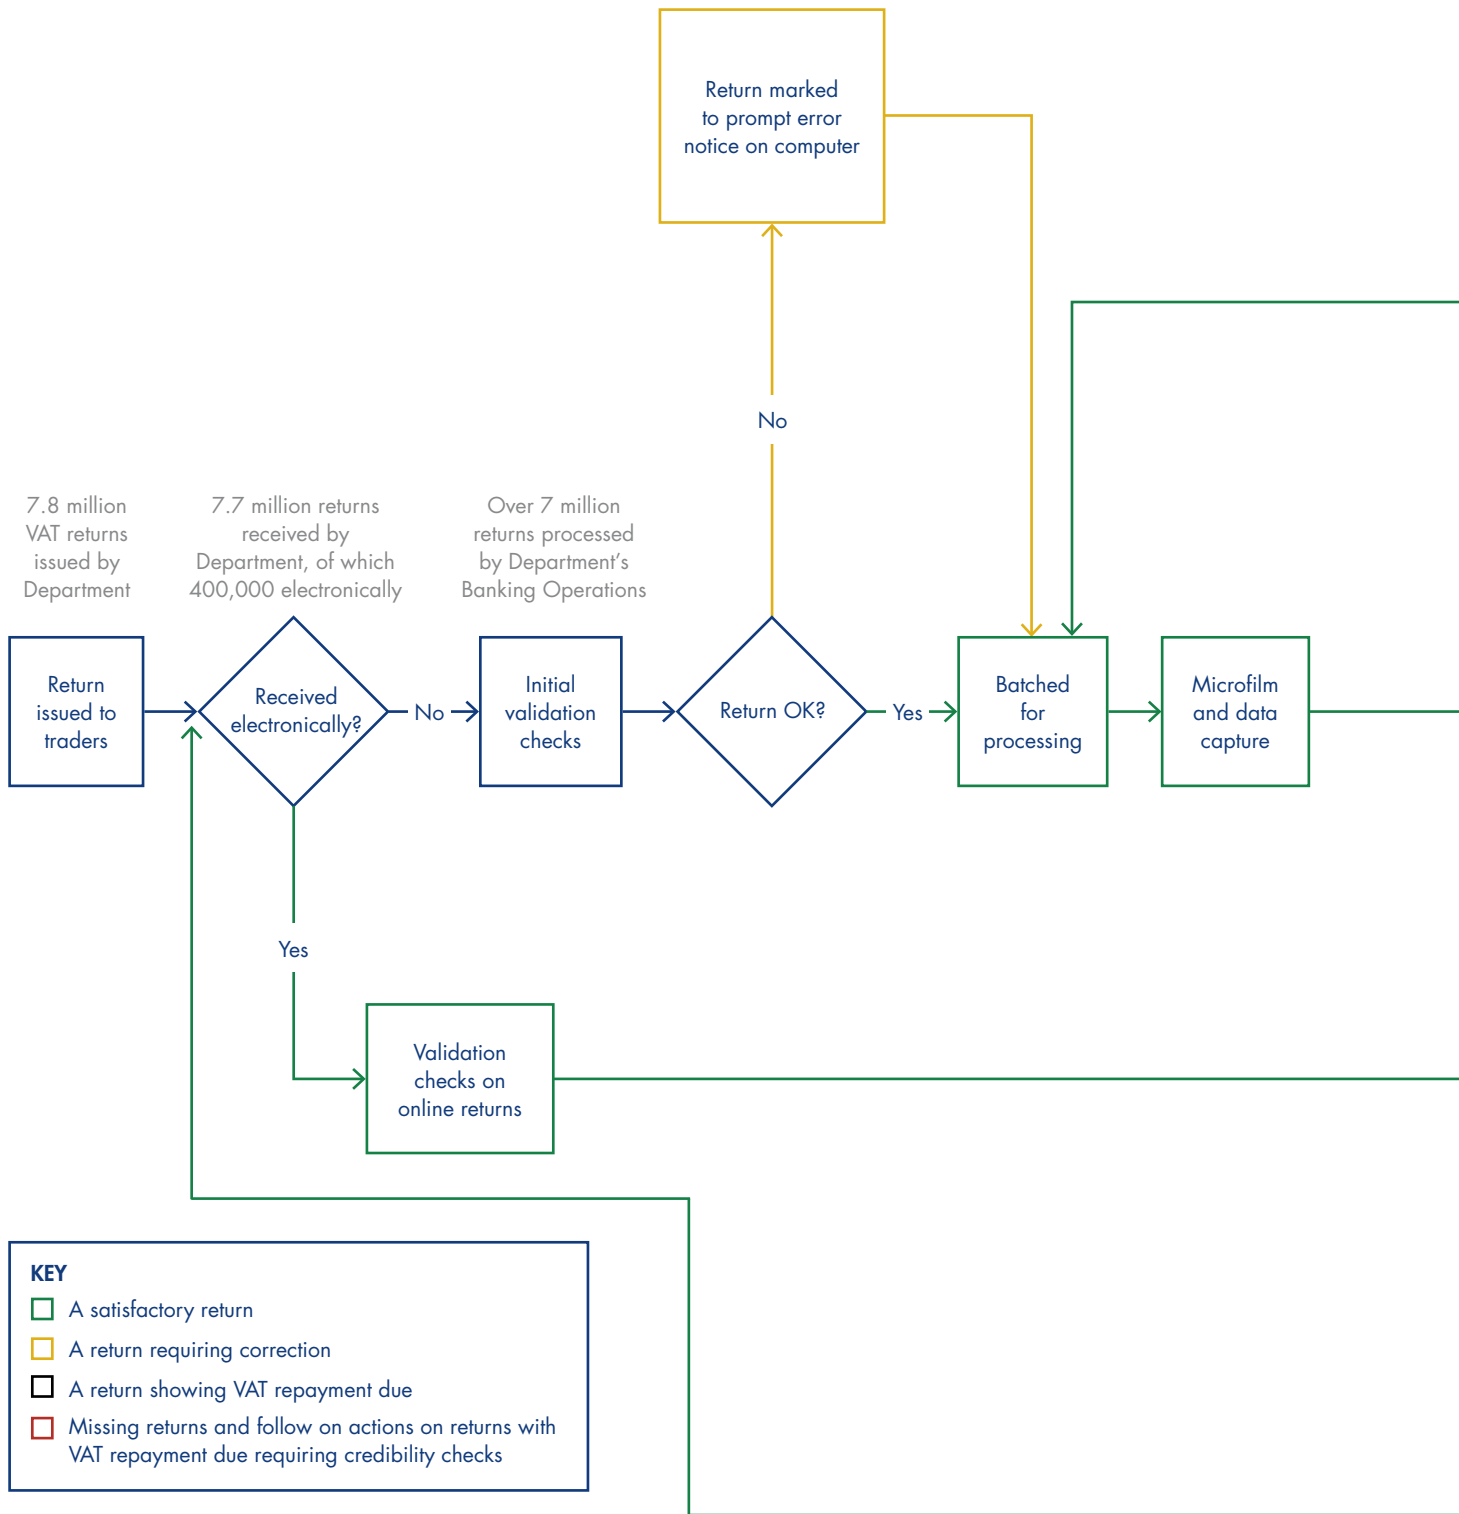 Return marked
to prompt error
notice on computer
No
7.8 million
VAT returns
issued by
Department
7.7 million returns
received by
Department, of which
400,000 electronically
Over 7 million
returns processed
by Department's
Banking Operations
Return
issued to
traders
Received
electronically?
No
Initial
validation
checks
Return OK?
Yes
Batched
for
processing
Microfilm
and data
capture
Yes
Validation
checks on
online returns
KEY
A satisfactory return
A return requiring correction
A return showing VAT repayment due
Missing returns and follow on actions on returns with
VAT repayment due requiring credibility checks